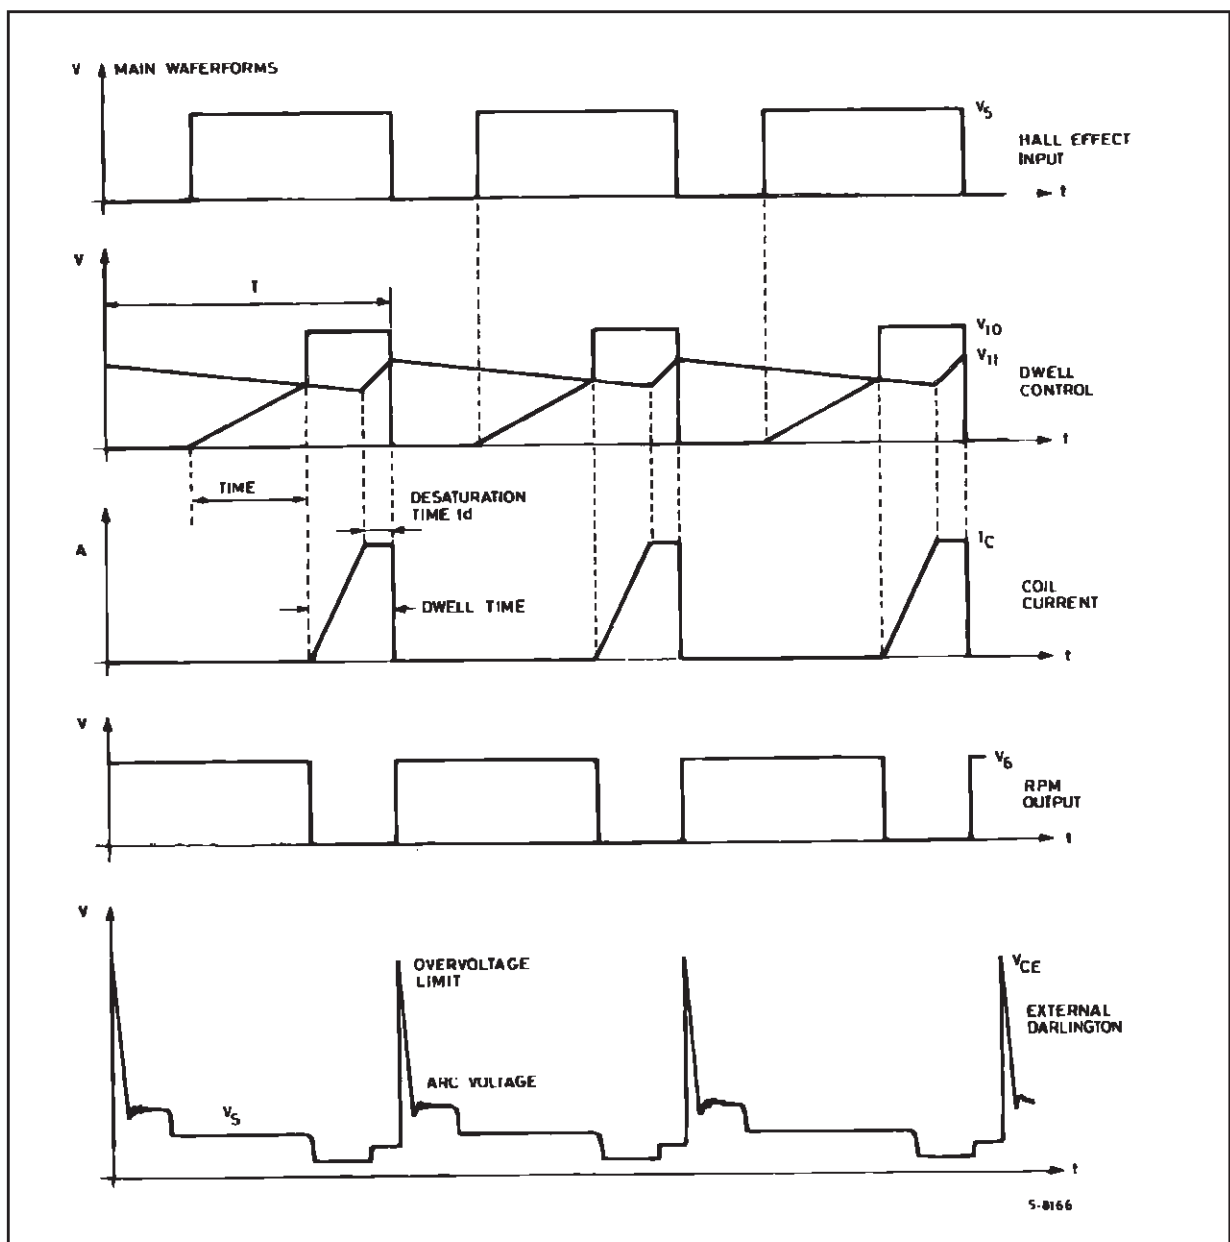 V MAIN WAFERFORMS
V5
HALL EFFECT
INPUT
t
V
T
V10
V11
DWELL
CONTROL
t
TIME
DESATURATION
TIME td
A
IC
DWELL TIME
COIL
CURRENT
t
V
V6
RPM
OUTPUT
t
V
OVERVOLTAGE
LIMIT
VCE
EXTERNAL
DARLINGTON
ARC VOLTAGE
VS
t
S-8166